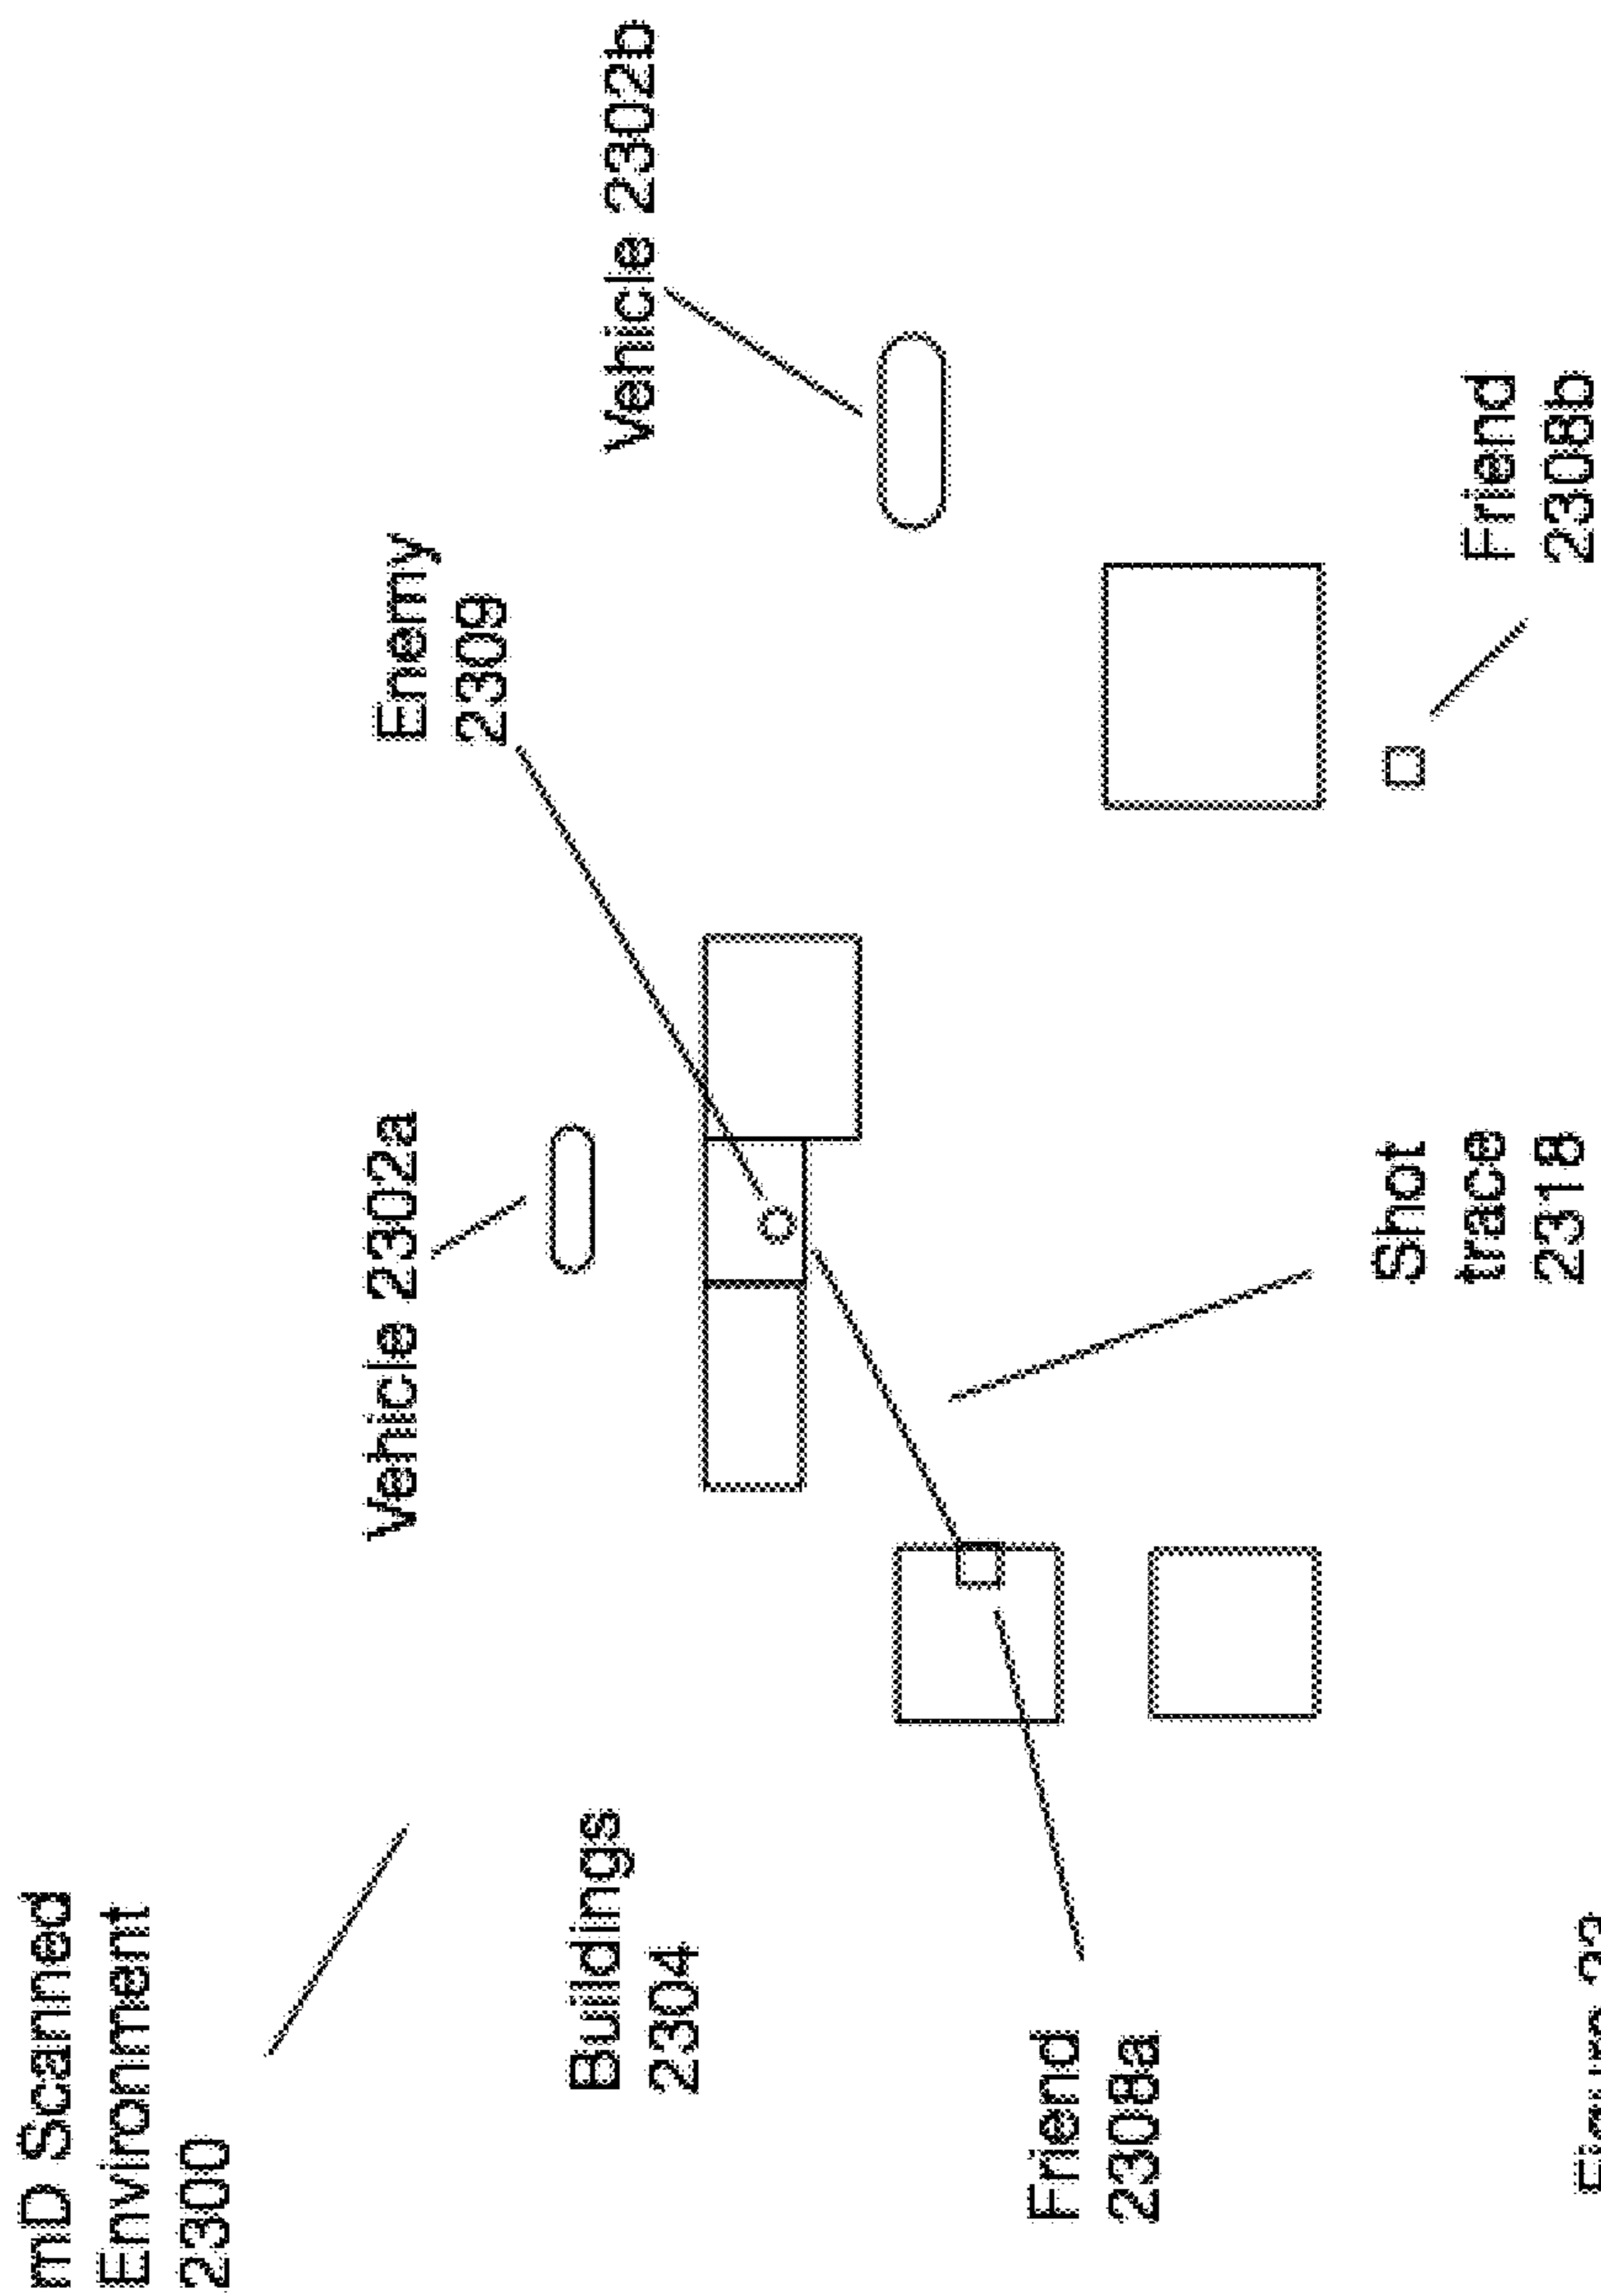 mD Scanned
Environment
2300
Vehicle 2302a
Enemy
2309
Vehicle 2302b
Buildings
2304
Friend
2308a
Shot
trace
2318
Friend
2308b